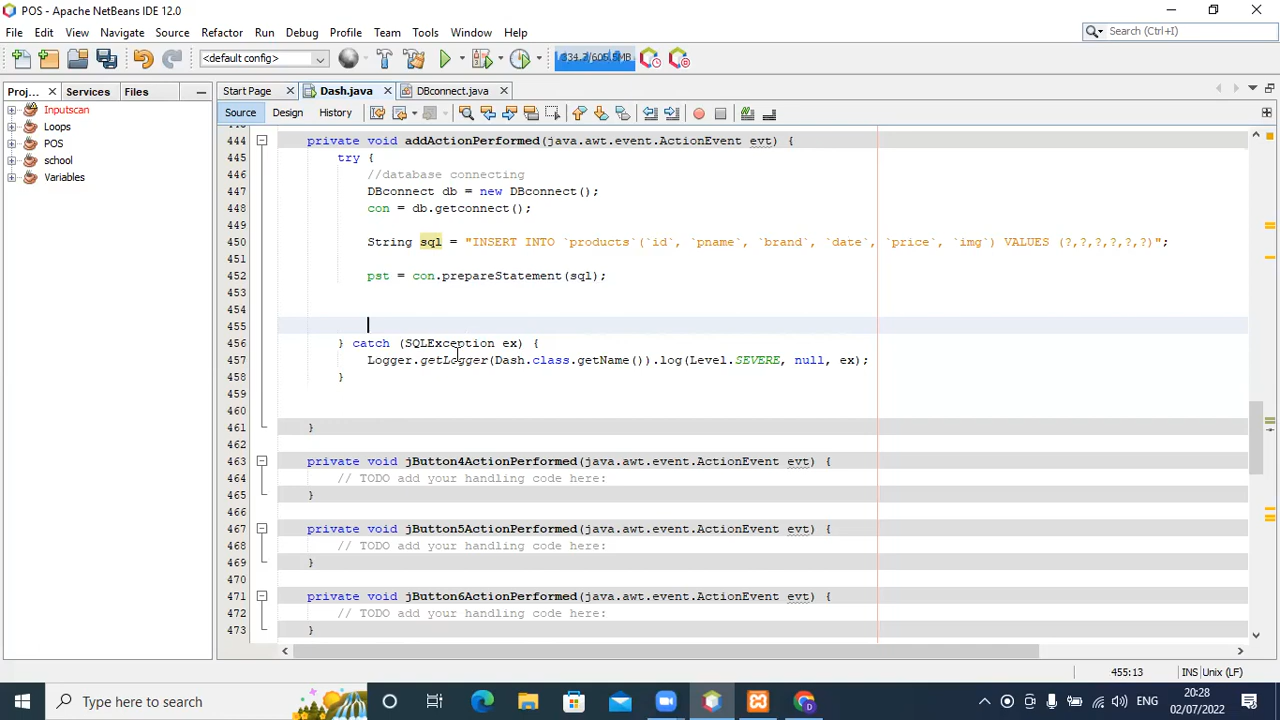 POS - Apache NetBeans IDE 12.0
File Edit View Navigate Source Refactor Run Debug Profile Team Tools Window Help
Search (Ctrl+I)
<default config>
334.7/606.5MB
Proj... Services Files
Start Page Dash.java DBconnect.java
Source Design History
Inputscan
Loops
POS
school
Variables
444 private void addActionPerformed(java.awt.event.ActionEvent evt) {
445 try {
446 //database connecting
447 DBconnect db = new DBconnect();
448 con = db.getconnect();
449
450 String sql = "INSERT INTO `products`(`id`, `pname`, `brand`, `date`, `price`, `img`) VALUES (?,?,?,?,?,?)";
451
452 pst = con.prepareStatement(sql);
453
454
455
456 } catch (SQLException ex) {
457 Logger.getLogger(Dash.class.getName()).log(Level.SEVERE, null, ex);
458 }
459
460
461 }
462
463 private void jButton4ActionPerformed(java.awt.event.ActionEvent evt) {
464 // TODO add your handling code here:
465 }
466
467 private void jButton5ActionPerformed(java.awt.event.ActionEvent evt) {
468 // TODO add your handling code here:
469 }
470
471 private void jButton6ActionPerformed(java.awt.event.ActionEvent evt) {
472 // TODO add your handling code here:
473 }
455:13 INS Unix (LF)
Type here to search
ENG
20:28
02/07/2022